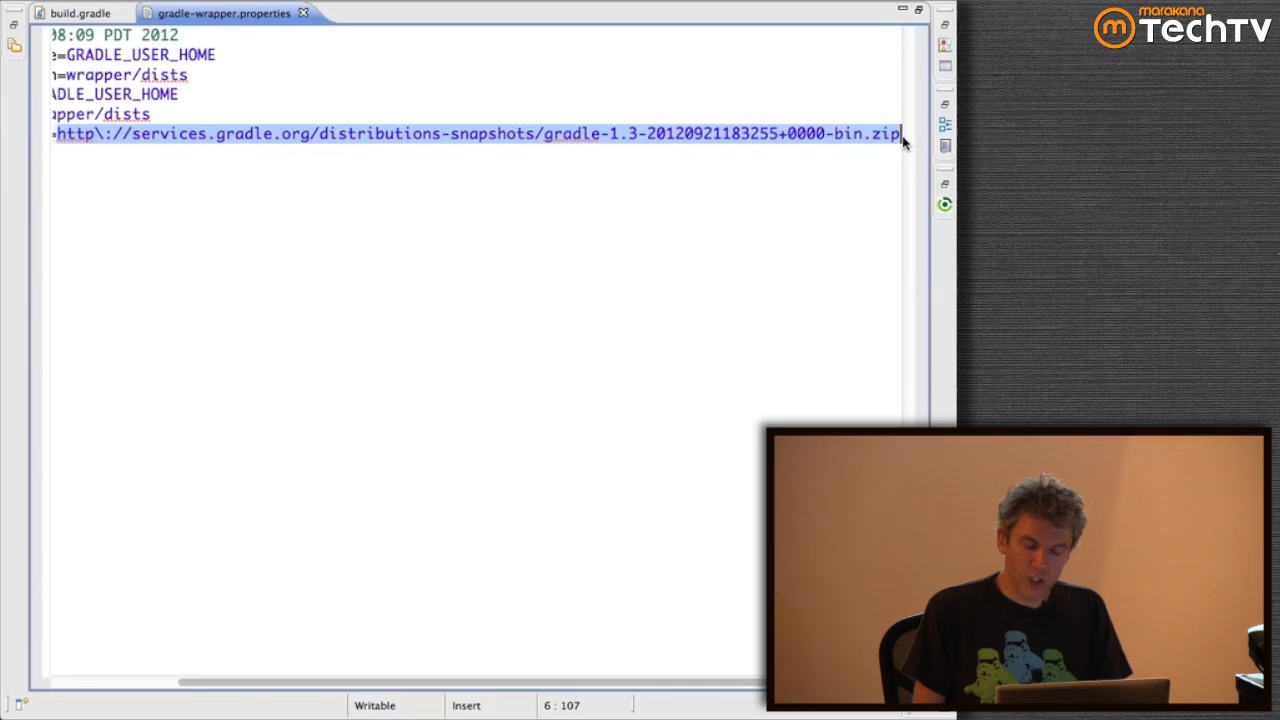 build.gradle
gradle-wrapper.properties
marakana
m TechTV
08:09 PDT 2012
e=GRADLE_USER_HOME
h=wrapper/dists
ADLE_USER_HOME
apper/dists
=http\://services.gradle.org/distributions-snapshots/gradle-1.3-20120921183255+0000-bin.zip
Writable
Insert
6 : 107